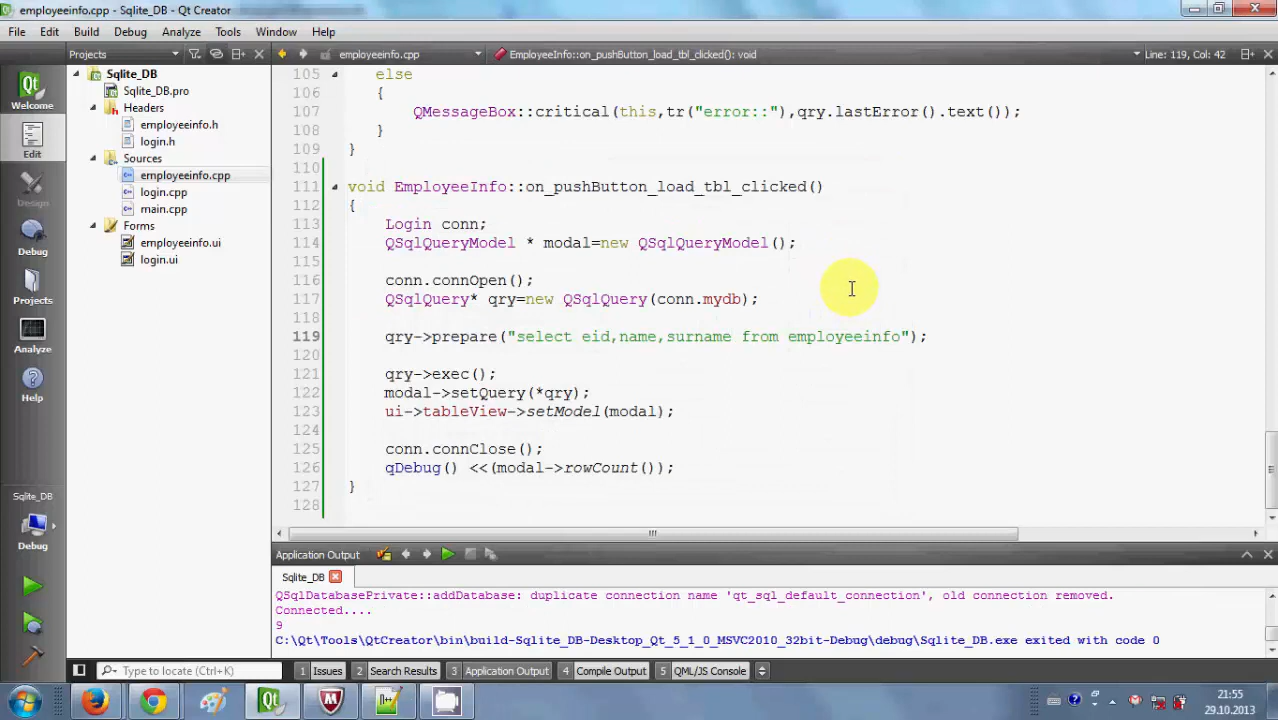 employeeinfo.cpp - Sqlite_DB - Qt Creator
File Edit Build Debug Analyze Tools Window Help
Projects employeeinfo.cpp EmployeeInfo::on_pushButton_load_tbl_clicked(): void Line: 119, Col: 42
Welcome
Edit
Design
Debug
Projects
Analyze
Help
Sqlite_DB
Debug
Sqlite_DB
Sqlite_DB.pro
Headers
employeeinfo.h
login.h
Sources
employeeinfo.cpp
login.cpp
main.cpp
Forms
employeeinfo.ui
login.ui
105 else
106 {
107 QMessageBox::critical(this,tr("error::"),qry.lastError().text());
108 }
109 }
110
111 void EmployeeInfo::on_pushButton_load_tbl_clicked()
112 {
113 Login conn;
114 QSqlQueryModel * modal=new QSqlQueryModel();
115
116 conn.connOpen();
117 QSqlQuery* qry=new QSqlQuery(conn.mydb);
118
119 qry->prepare("select eid,name,surname from employeeinfo");
120
121 qry->exec();
122 modal->setQuery(*qry);
123 ui->tableView->setModel(modal);
124
125 conn.connClose();
126 qDebug() <<(modal->rowCount());
127 }
128
Application Output
Sqlite_DB
QSqlDatabasePrivate::addDatabase: duplicate connection name 'qt_sql_default_connection', old connection removed.
Connected....
9
C:\Qt\Tools\QtCreator\bin\build-Sqlite_DB-Desktop_Qt_5_1_0_MSVC2010_32bit-Debug\debug\Sqlite_DB.exe exited with code 0
Type to locate (Ctrl+K) 1 Issues 2 Search Results 3 Application Output 4 Compile Output 5 QML/JS Console
21:55
29.10.2013